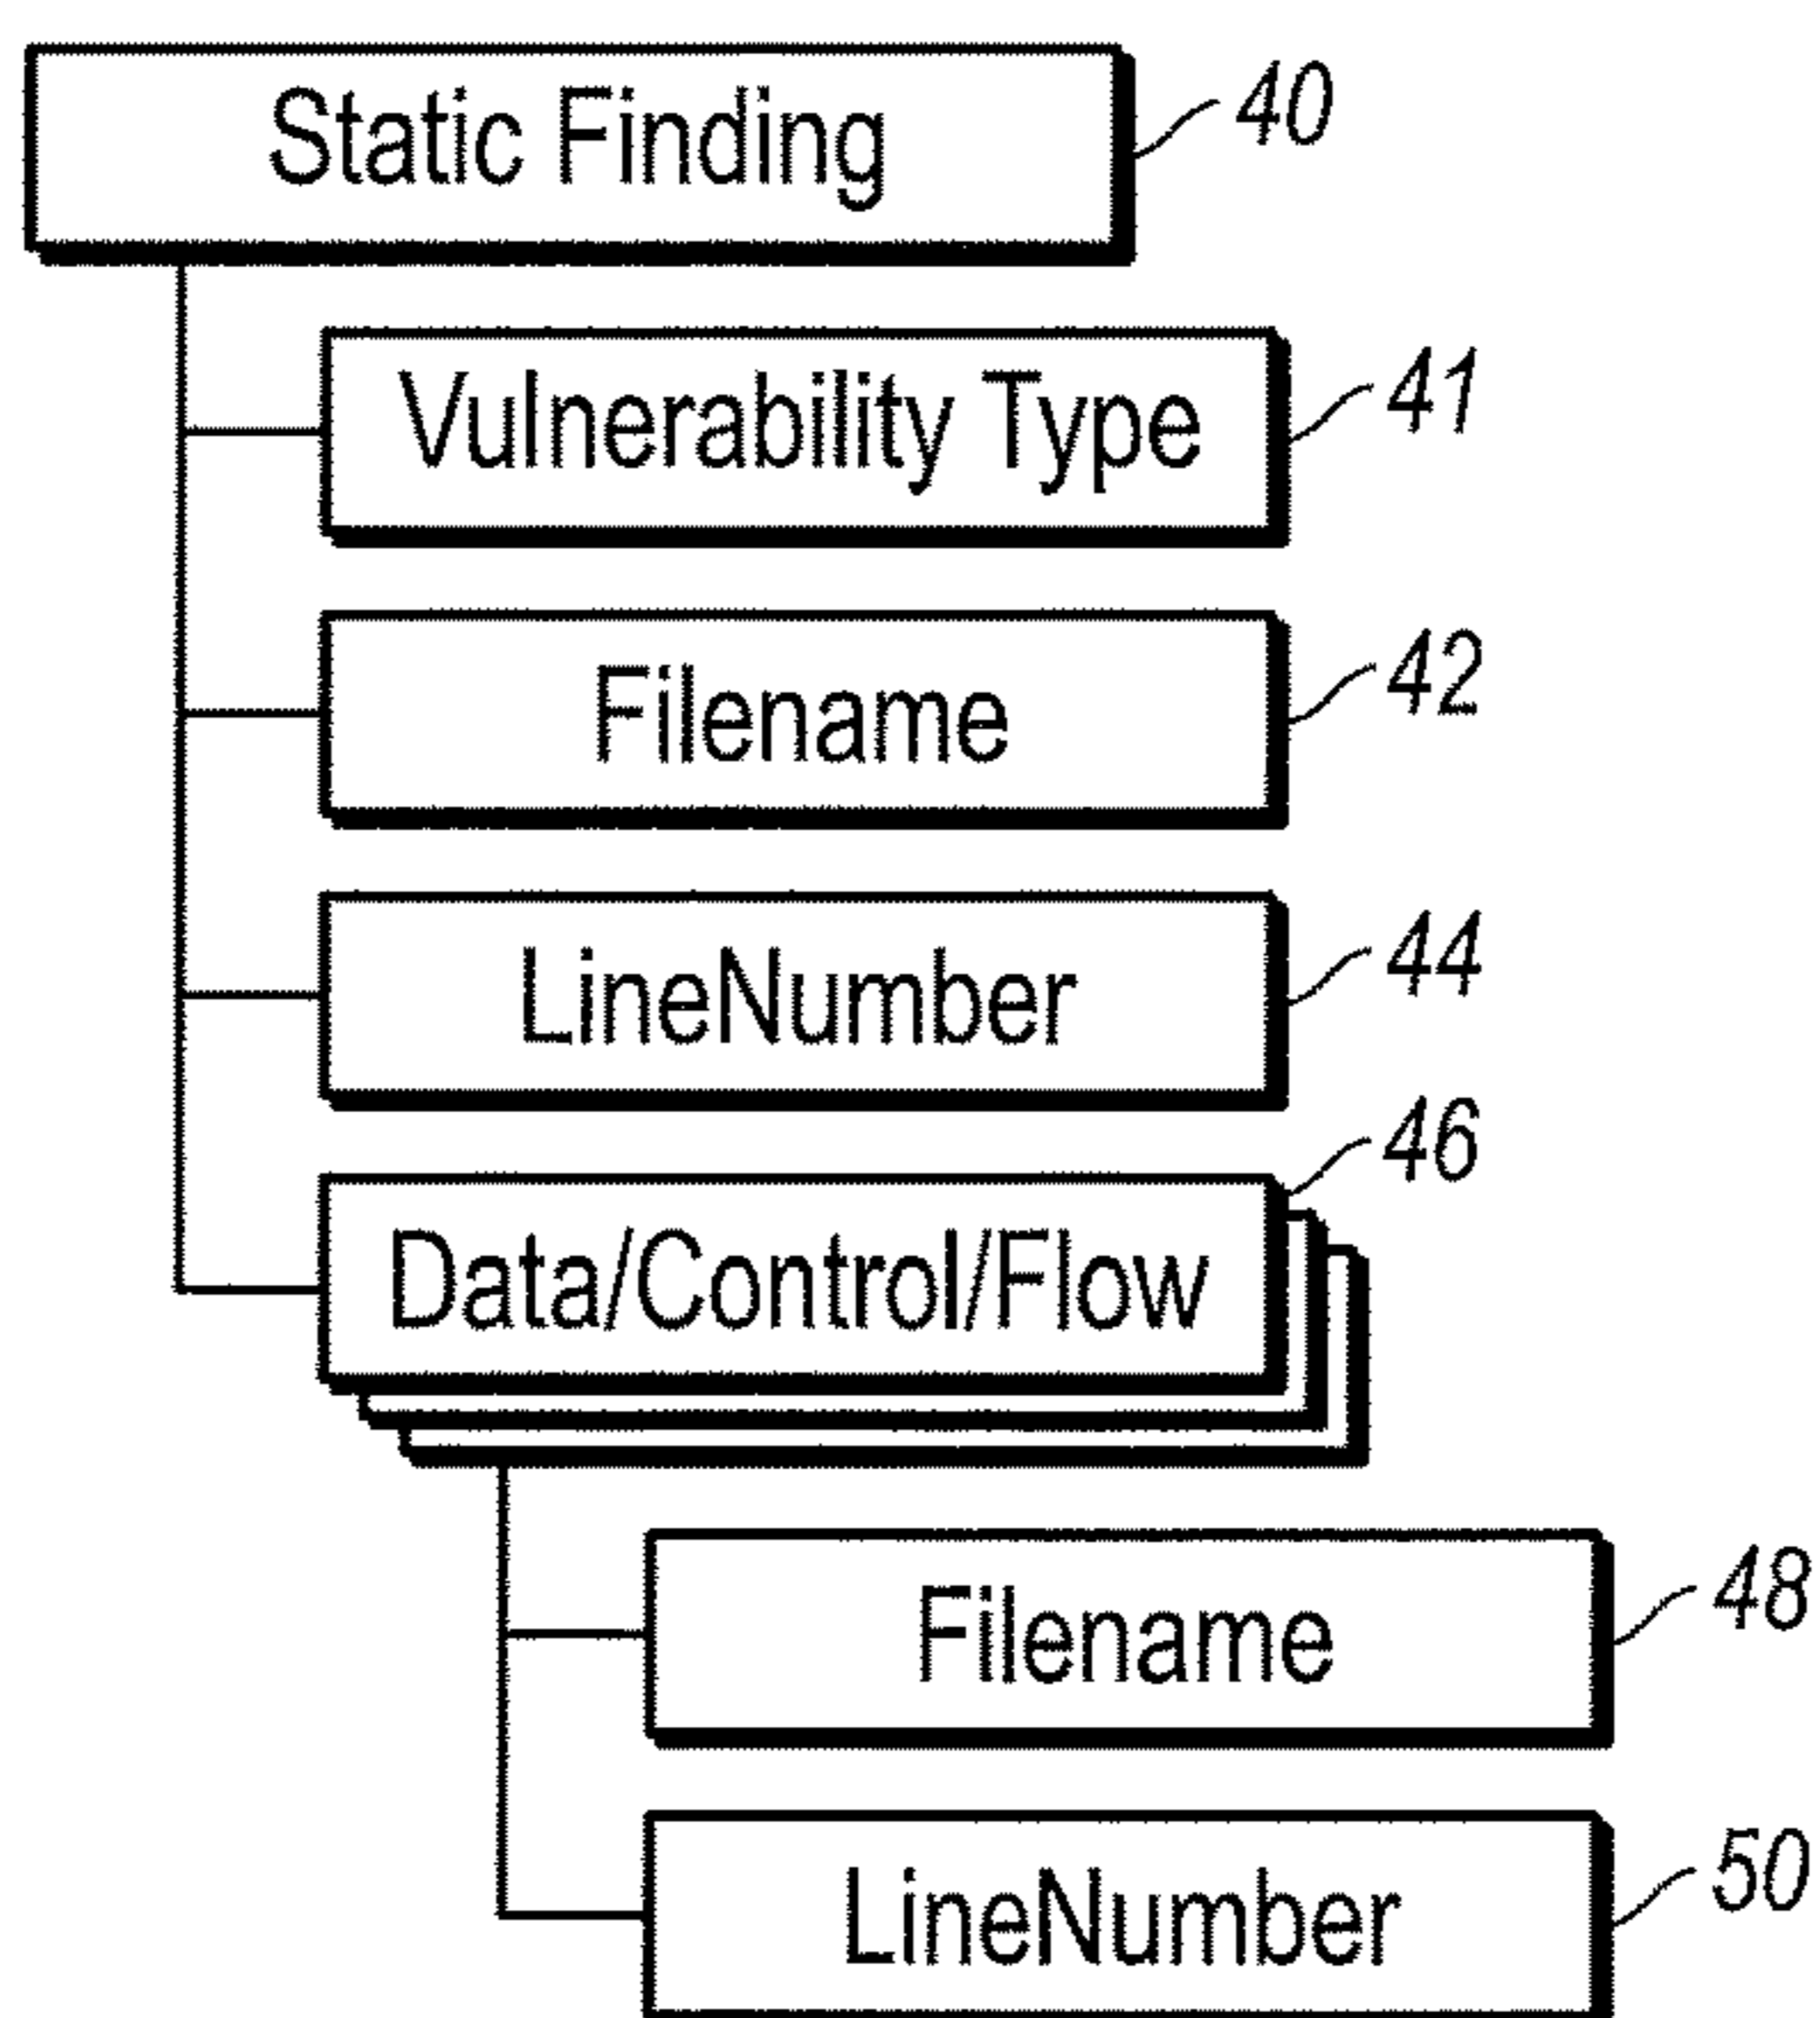 Static Finding 40
Vulnerability Type 41
Filename 42
LineNumber 44
46
Data/Control/Flow
Filename 48
LineNumber 50